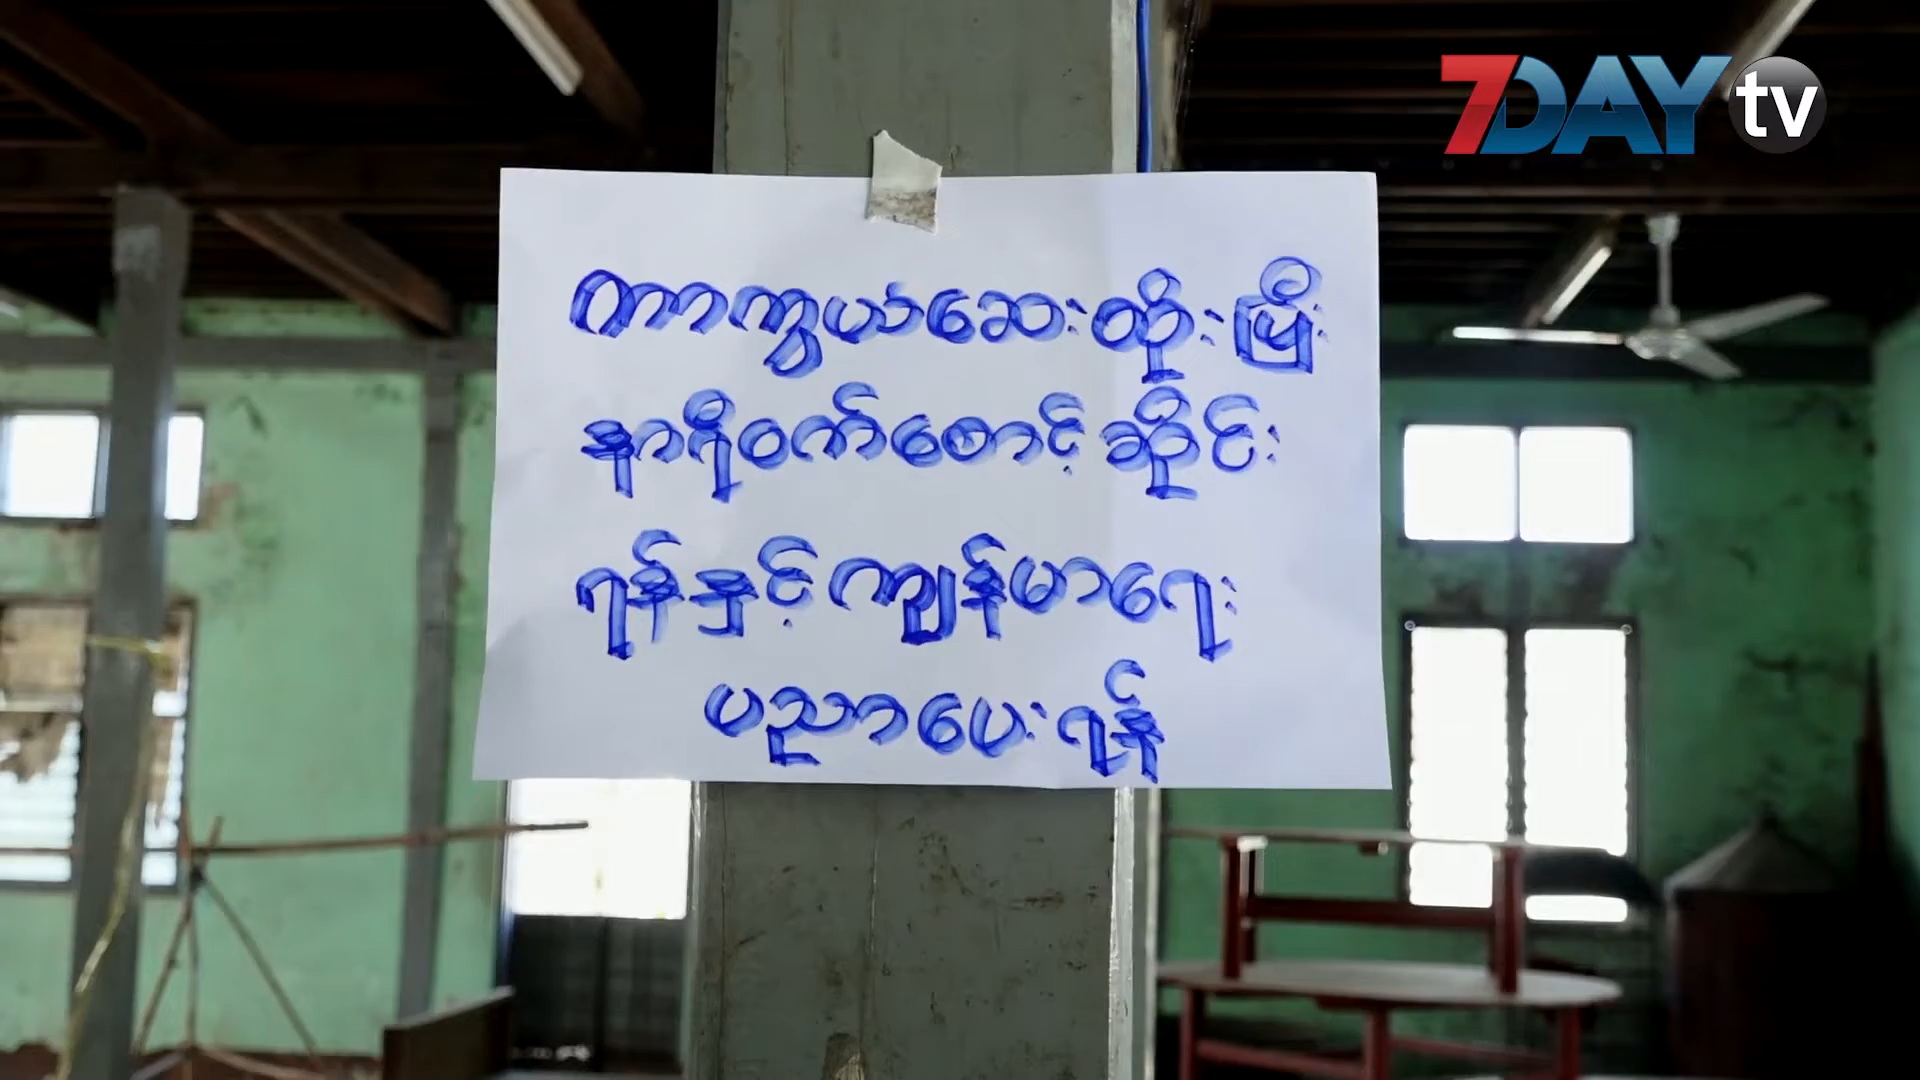 7DAY tv
ကာကွယ်ဆေးထိုးပြီး
နာရီဝက်စောင့်ဆိုင်း
ရန်နှင့်ကျန်မာရေး
ပညာပေးရန်